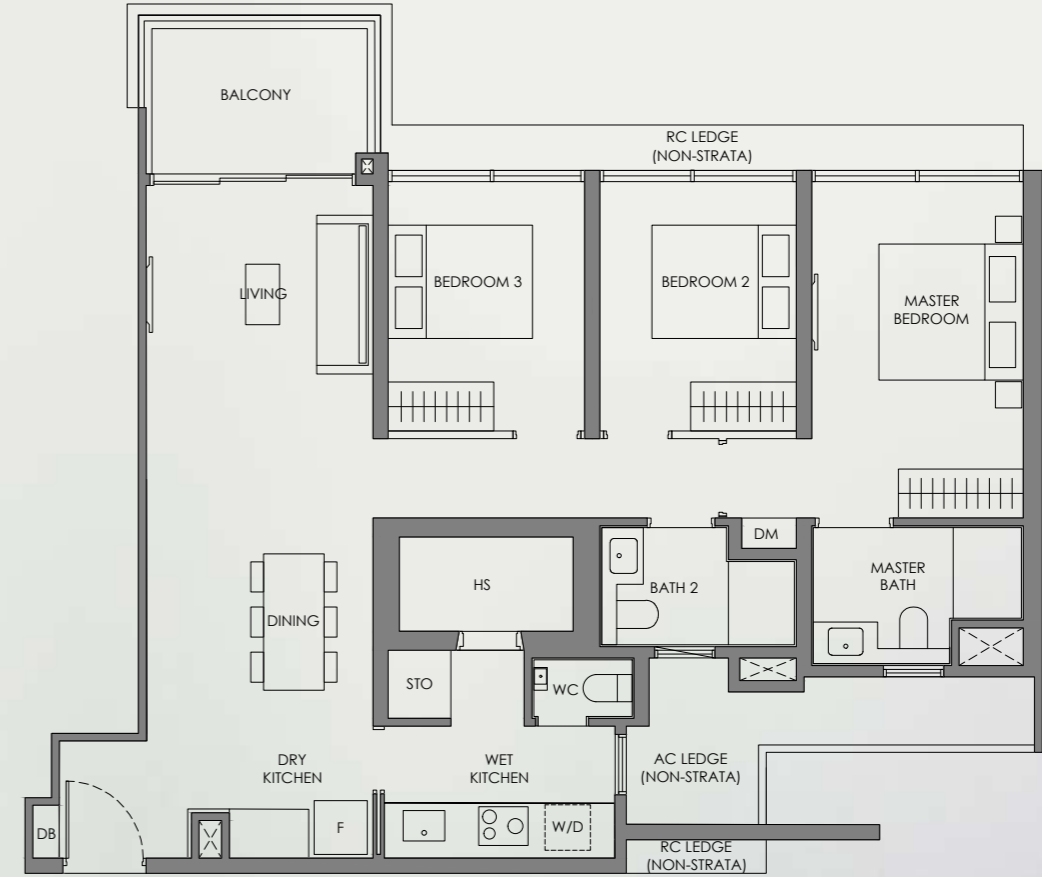 BALCONY
RC LEDGE
(NON-STRATA)
LIVING
BEDROOM 3
BEDROOM 2
MASTER
BEDROOM
DM
HS
BATH 2
MASTER
BATH
DINING
STO
WC
DRY
KITCHEN
WET
KITCHEN
AC LEDGE
(NON-STRATA)
DB
F
W/D
RC LEDGE
(NON-STRATA)